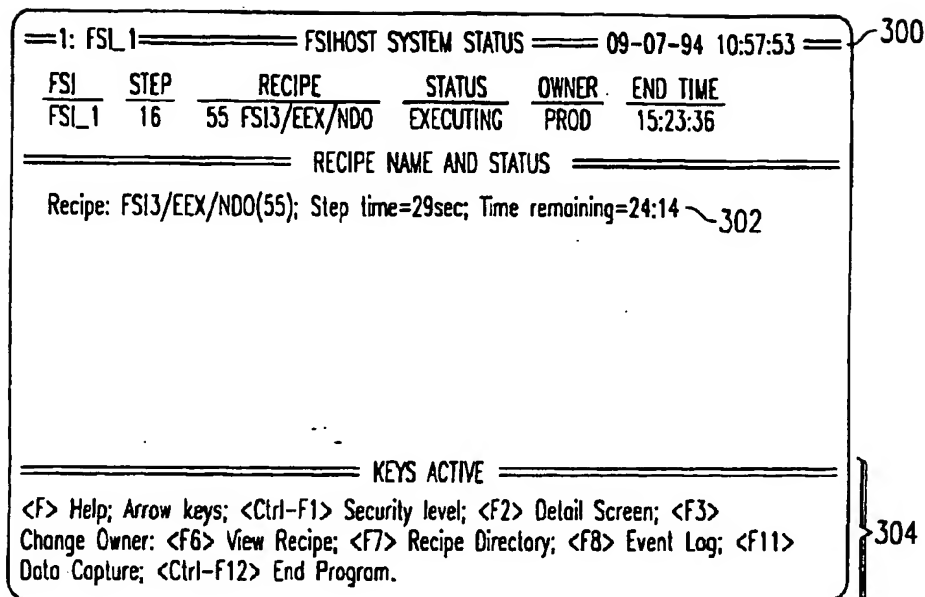 1: FSI_1 FSIHOST SYSTEM STATUS 09-07-94 10:57:53 300
FSI STEP RECIPE STATUS OWNER END TIME
FSI_1 16 55 FSI3/EEX/NDO EXECUTING PROD 15:23:36
RECIPE NAME AND STATUS
Recipe: FSI3/EEX/NDO(55); Step time=29sec; Time remaining=24:14 302
KEYS ACTIVE
<F> Help; Arrow keys; <Ctrl-F1> Security level; <F2> Detail Screen; <F3>
Change Owner: <F6> View Recipe; <F7> Recipe Directory; <F8> Event Log; <F11> 304
Data Capture; <Ctrl-F12> End Program.